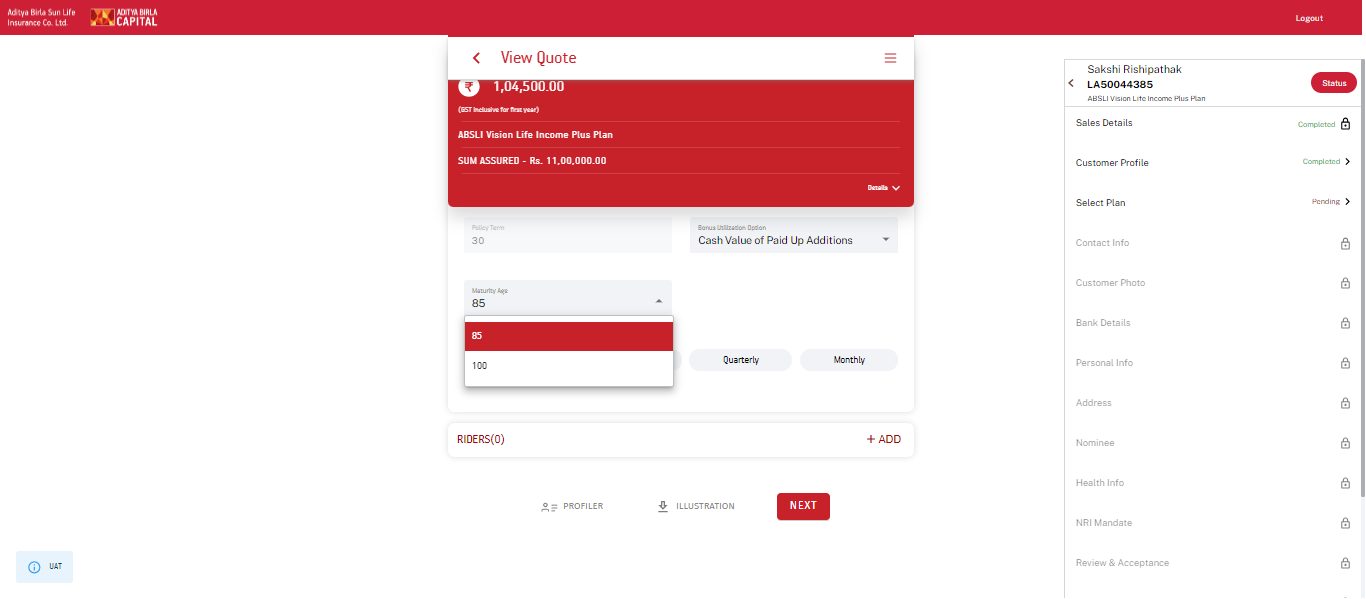 Aditya Birla Sun Life
Insurance Co. Ltd.
ADITYA BIRLA
CAPITAL
Logout
View Quote
₹ 1,04,500.00
(GST Inclusive for first year)
ABSLI Vision Life Income Plus Plan
SUM ASSURED - Rs. 11,00,000.00
Details
Policy Term
30
Bonus Utilization Option
Cash Value of Paid Up Additions
Maturity Age
85
85
100
Quarterly
Monthly
RIDERS(0)
+ ADD
PROFILER
ILLUSTRATION
NEXT
UAT
Sakshi Rishipathak
LA50044385
ABSLI Vision Life Income Plus Plan
Status
Sales Details
Completed
Customer Profile
Completed
Select Plan
Pending
Contact Info
Customer Photo
Bank Details
Personal Info
Address
Nominee
Health Info
NRI Mandate
Review & Acceptance